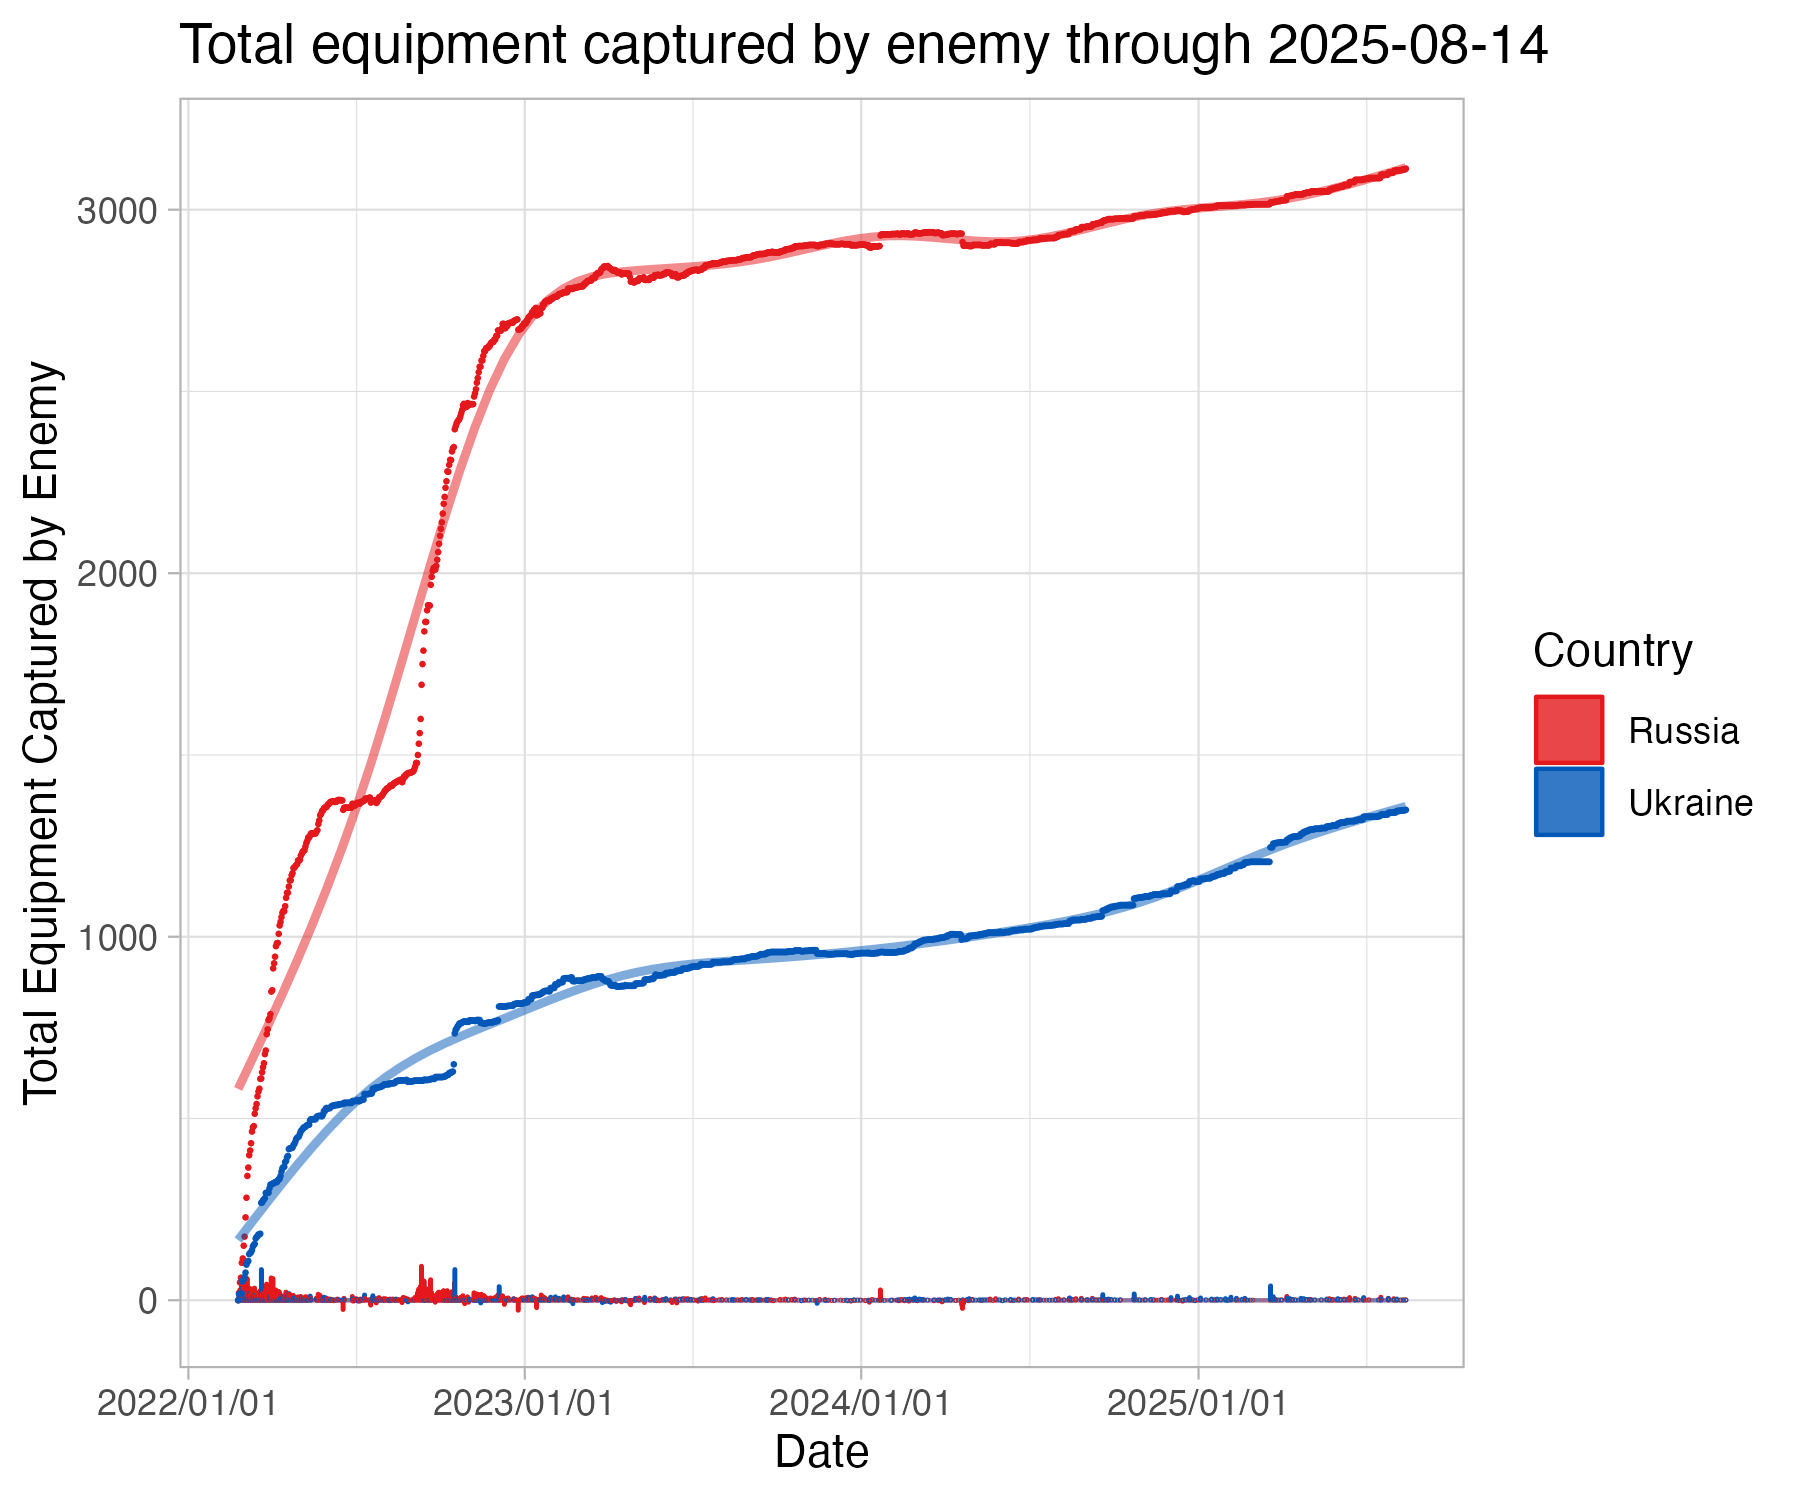 Total equipment captured by enemy through 2025-08-14
Total Equipment Captured by Enemy
3000
2000
1000
0
2022/01/01
2023/01/01
2024/01/01
2025/01/01
Date
Country
Russia
Ukraine